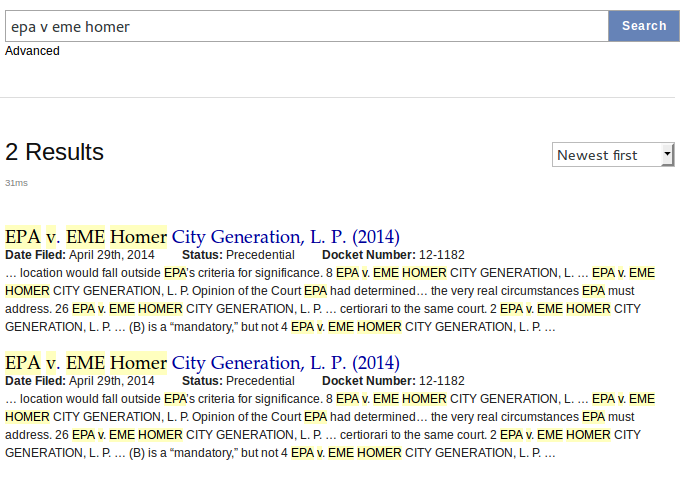 epa v eme homer
Search
Advanced
2 Results
Newest first
31ms
EPA v. EME Homer City Generation, L. P. (2014)
Date Filed: April 29th, 2014 Status: Precedential Docket Number: 12-1182
... location would fall outside EPA's criteria for significance. 8 EPA v. EME HOMER CITY GENERATION, L. ... EPA v. EME
HOMER CITY GENERATION, L. P. Opinion of the Court EPA had determined... the very real circumstances EPA must
address. 26 EPA v. EME HOMER CITY GENERATION, L. P. ... certiorari to the same court. 2 EPA v. EME HOMER CITY
GENERATION, L. P. ... (B) is a “mandatory,” but not 4 EPA v. EME HOMER CITY GENERATION, L. P. ...
EPA v. EME Homer City Generation, L. P. (2014)
Date Filed: April 29th, 2014 Status: Precedential Docket Number: 12-1182
... location would fall outside EPA's criteria for significance. 8 EPA v. EME HOMER CITY GENERATION, L. ... EPA v. EME
HOMER CITY GENERATION, L. P. Opinion of the Court EPA had determined... the very real circumstances EPA must
address. 26 EPA v. EME HOMER CITY GENERATION, L. P. ... certiorari to the same court. 2 EPA v. EME HOMER CITY
GENERATION, L. P. ... (B) is a “mandatory,” but not 4 EPA v. EME HOMER CITY GENERATION, L. P. ...